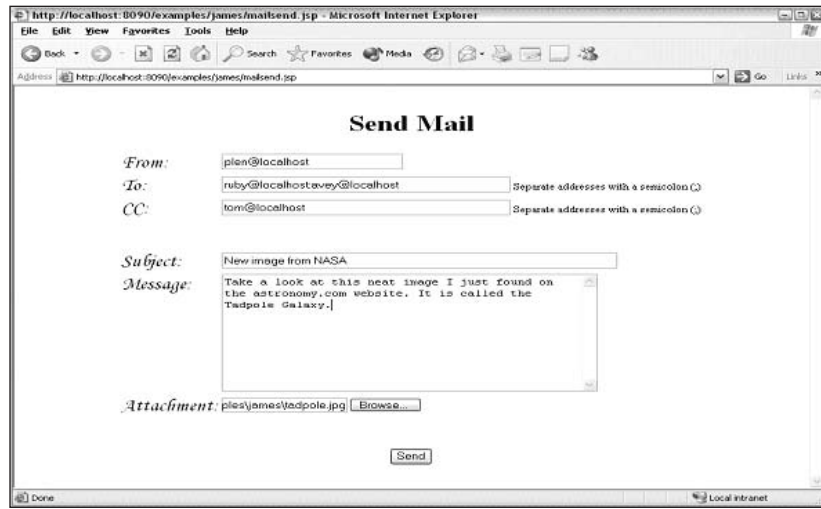 http://localhost:8090/examples/james/mailsend.jsp - Microsoft Internet Explorer
File Edit View Favorites Tools Help
Back Search Favorites Media
Address http://localhost:8090/examples/james/mailsend.jsp Go Links »
Send Mail
From: plen@localhost
To: ruby@localhostavey@localhost Separate addresses with a semicolon (;)
CC: tom@localhost Separate addresses with a semicolon (;)
Subject: New image from NASA
Message: Take a look at this neat image I just found on
the astronomy.com website. It is called the
Tadpole Galaxy.
Attachment: ples\james\tadpole.jpg Browse...
Send
Done Local intranet